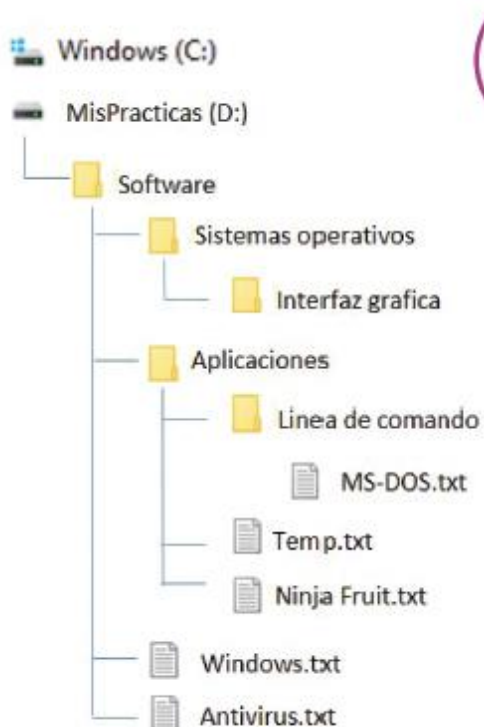 Windows (C:)
MisPracticas (D:)
Software
Sistemas operativos
Interfaz grafica
Aplicaciones
Linea de comando
MS-DOS.txt
Temp.txt
Ninja Fruit.txt
Windows.txt
Antivirus.txt